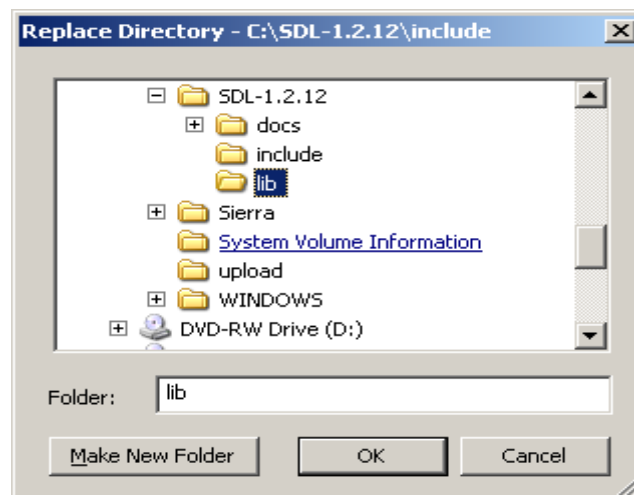 Replace Directory - C:\SDL-1.2.12\include
SDL-1.2.12
docs
include
lib
Sierra
System Volume Information
upload
WINDOWS
DVD-RW Drive (D:)
Folder: lib
Make New Folder OK Cancel